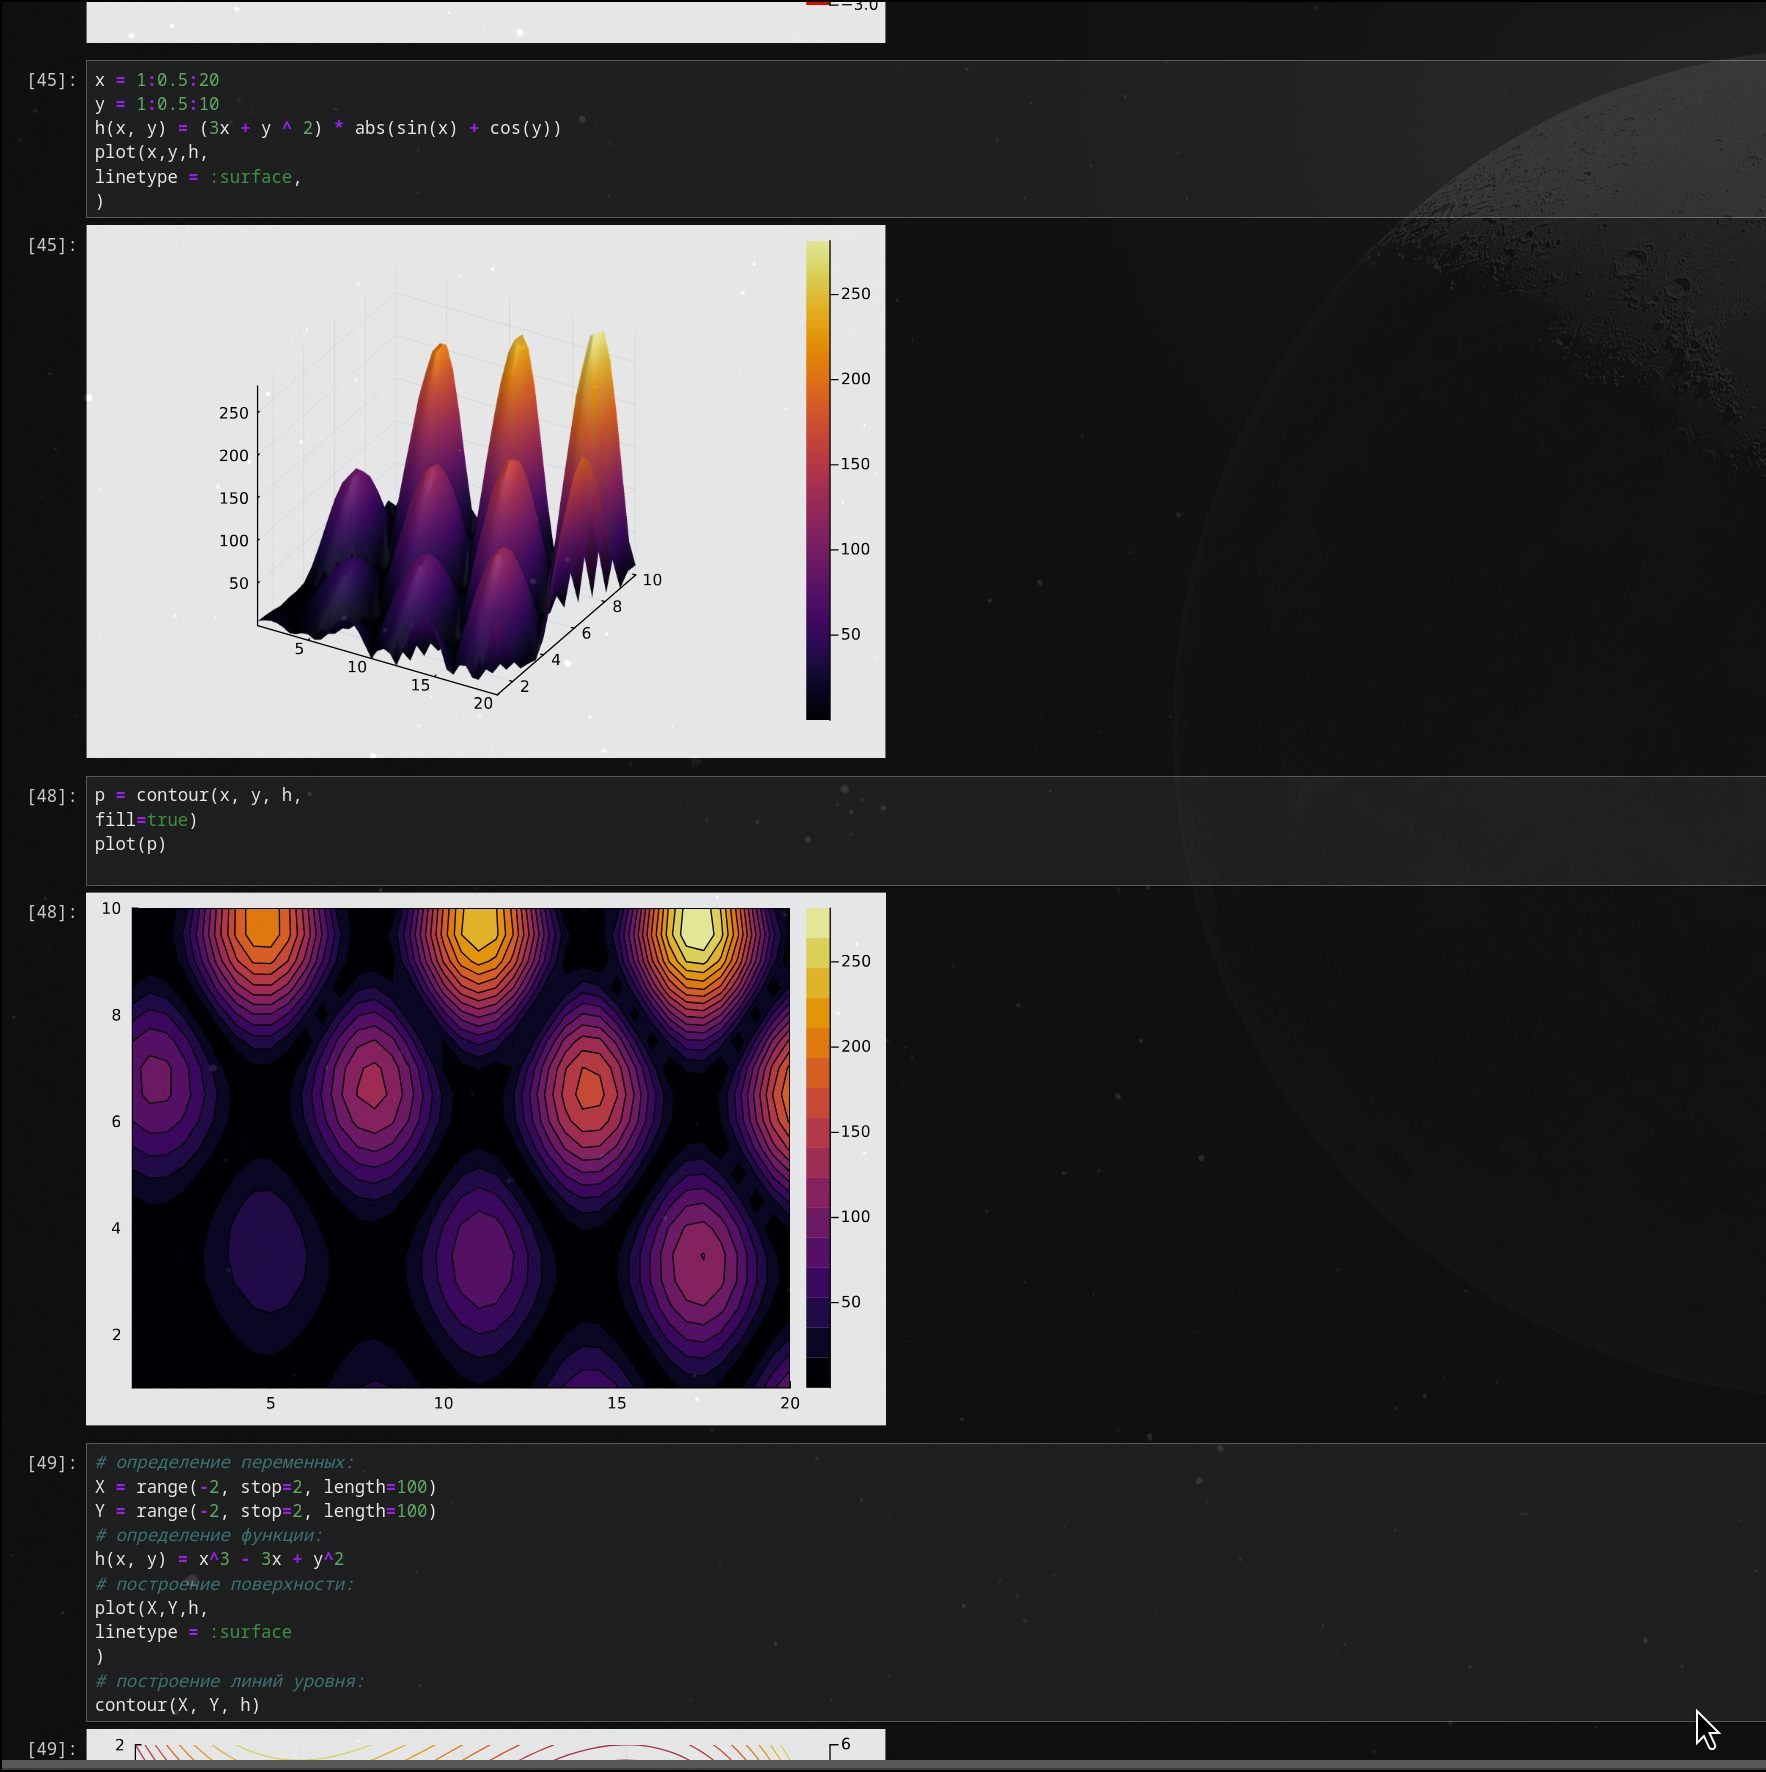 −3.0
[45]:
x = 1:0.5:20
y = 1:0.5:10
h(x, y) = (3x + y ^ 2) * abs(sin(x) + cos(y))
plot(x,y,h,
linetype = :surface,
)
[45]:
250
200
150
100
50
5
10
15
20
2
4
6
8
10
250
200
150
100
50
[48]:
p = contour(x, y, h,
fill=true)
plot(p)
[48]:
10
8
6
4
2
5
10
15
20
250
200
150
100
50
[49]:
# определение переменных:
X = range(-2, stop=2, length=100)
Y = range(-2, stop=2, length=100)
# определение функции:
h(x, y) = x^3 - 3x + y^2
# построение поверхности:
plot(X,Y,h,
linetype = :surface
)
# построение линий уровня:
contour(X, Y, h)
[49]:
2
6